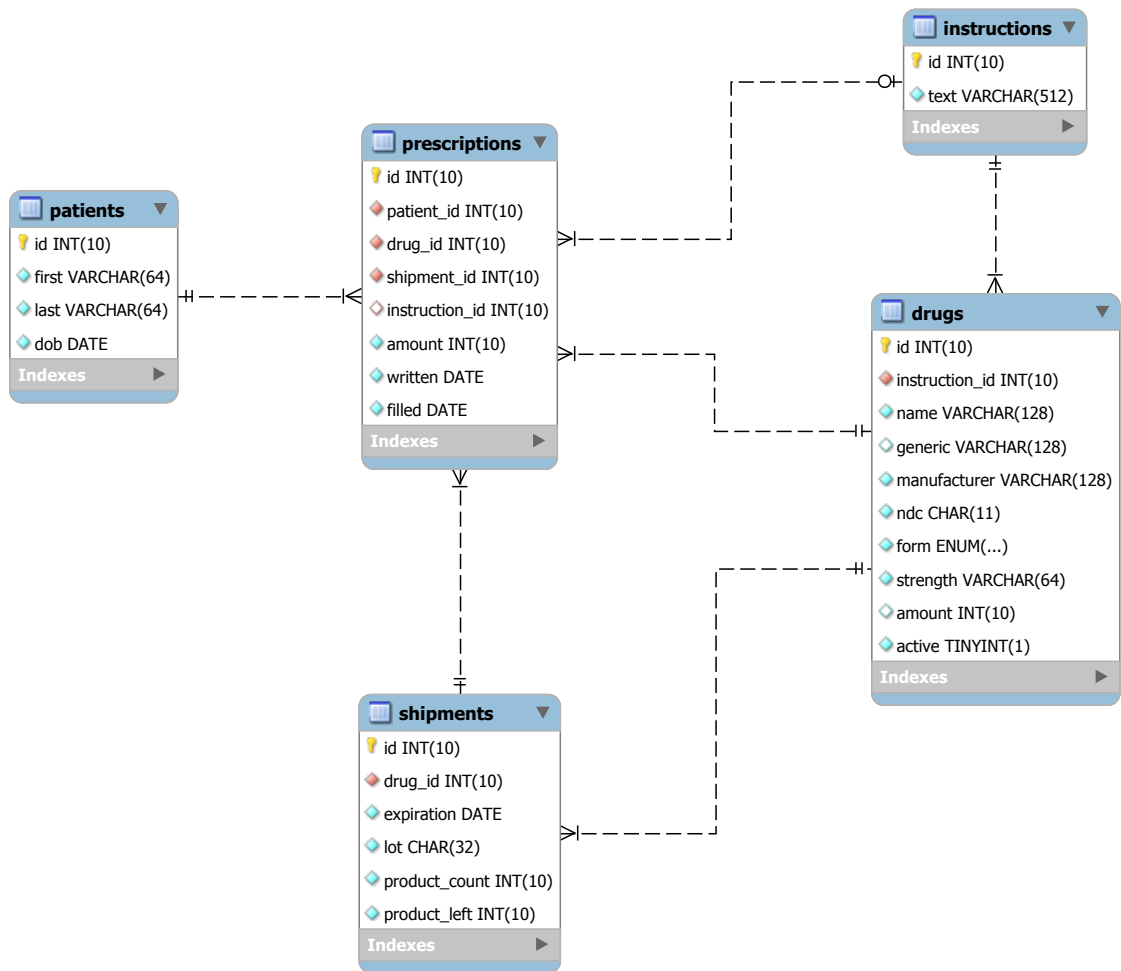 instructions
id INT(10)
text VARCHAR(512)
Indexes
prescriptions
id INT(10)
patient_id INT(10)
drug_id INT(10)
shipment_id INT(10)
instruction_id INT(10)
amount INT(10)
written DATE
filled DATE
Indexes
patients
id INT(10)
first VARCHAR(64)
last VARCHAR(64)
dob DATE
Indexes
drugs
id INT(10)
instruction_id INT(10)
name VARCHAR(128)
generic VARCHAR(128)
manufacturer VARCHAR(128)
ndc CHAR(11)
form ENUM(...)
strength VARCHAR(64)
amount INT(10)
active TINYINT(1)
Indexes
shipments
id INT(10)
drug_id INT(10)
expiration DATE
lot CHAR(32)
product_count INT(10)
product_left INT(10)
Indexes